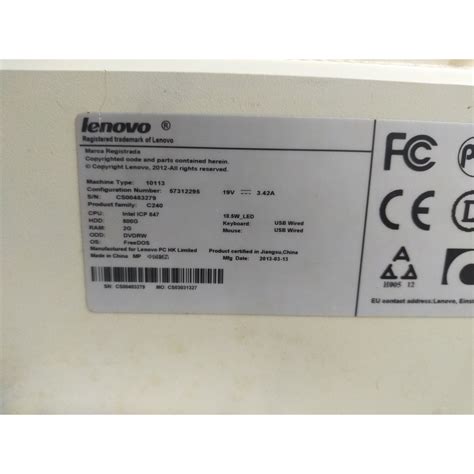 lenovo ®
Registered trademark of Lenovo
Marca Registrada
Copyrighted code and parts contained herein.
© Copyright Lenovo, 2012-All rights reserved.
Machine Type: 10113
Configuration Number: 57312295 19V 3.42A
S/N: CS00483279
Product family: C240
CPU: Intel ICP 847 18.5W_LED
HDD: 500G Keyboard: USB Wired
RAM: 2G Mouse: USB Wired
ODD: DVDRW
OS: FreeDOS
Manufactured for Lenovo PC HK Limited Product certified in Jiangsu,China
Made in China MP Mfg Date: 2013-03-15
SN: CS00483279 MO: CS03031327
FC
CE
H005 12
EU contact address:Lenovo, Eins